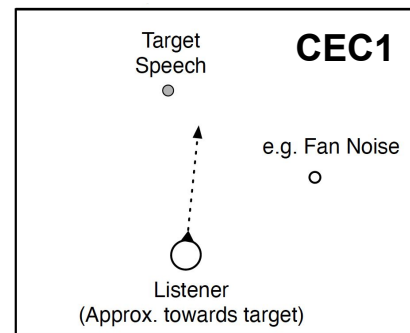 Target
Speech
CEC1
e.g. Fan Noise
Listener
(Approx. towards target)